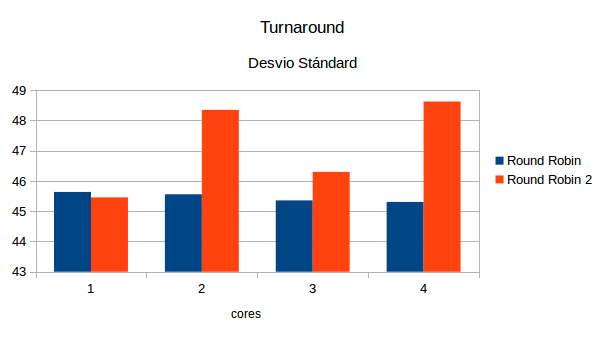 Turnaround
Desvio Stándard
49
48
47
46
45
44
43
1 2 3 4
cores
Round Robin
Round Robin 2